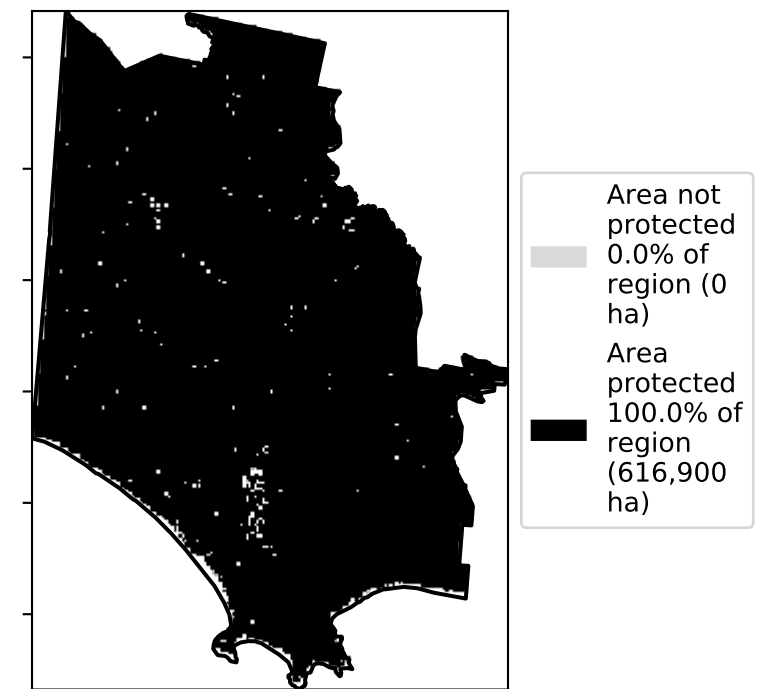 Area not
protected
0.0% of
region (0
ha)
Area
protected
100.0% of
region
(616,900
ha)